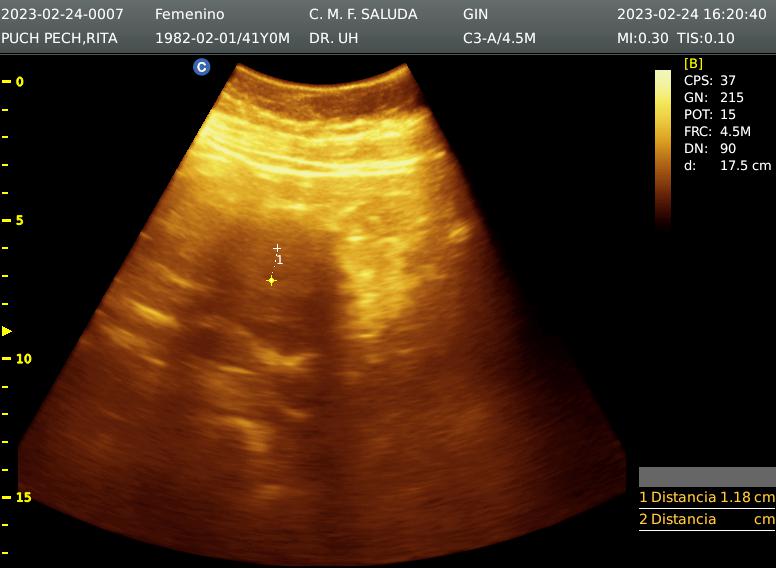 2023-02-24-0007 Femenino C. M. F. SALUDA GIN 2023-02-24 16:20:40
PUCH PECH,RITA 1982-02-01/41Y0M DR. UH C3-A/4.5M MI:0.30 TIS:0.10
C
[B]
CPS: 37
GN: 215
POT: 15
FRC: 4.5M
DN: 90
d: 17.5 cm
0
5
1
10
15
1 Distancia 1.18 cm
2 Distancia cm